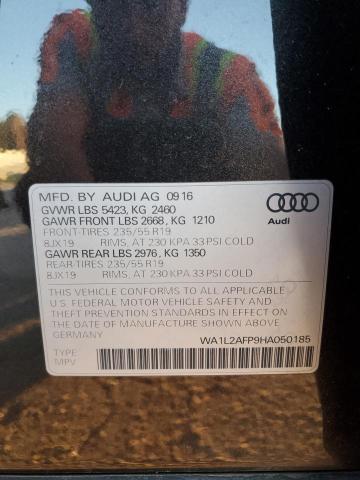 MFD. BY AUDI AG 09 16
GVWR LBS 5423, KG 2460
GAWR FRONT LBS 2668, KG 1210
FRONT-TIRES 235/55 R19
8JX19 RIMS, AT 230 KPA 33 PSI COLD
GAWR REAR LBS 2976, KG 1350
REAR-TIRES 235/55 R19
8JX19 RIMS, AT 230 KPA 33 PSI COLD
Audi
THIS VEHICLE CONFORMS TO ALL APPLICABLE
U.S. FEDERAL MOTOR VEHICLE SAFETY AND
THEFT PREVENTION STANDARDS IN EFFECT ON
THE DATE OF MANUFACTURE SHOWN ABOVE
GERMANY
WA1L2AFP9HA050185
TYPE:
MPV